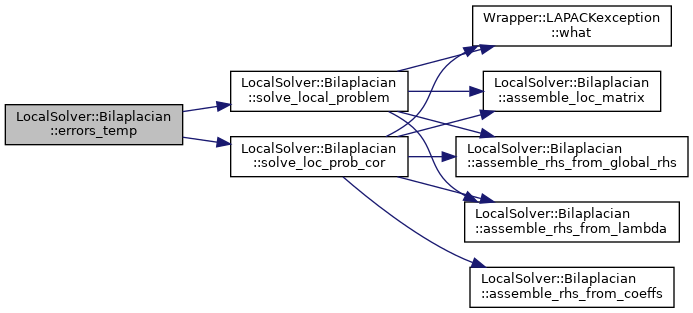 LocalSolver::Bilaplacian
::errors_temp
LocalSolver::Bilaplacian
::solve_local_problem
LocalSolver::Bilaplacian
::solve_loc_prob_cor
Wrapper::LAPACKexception
::what
LocalSolver::Bilaplacian
::assemble_loc_matrix
LocalSolver::Bilaplacian
::assemble_rhs_from_global_rhs
LocalSolver::Bilaplacian
::assemble_rhs_from_lambda
LocalSolver::Bilaplacian
::assemble_rhs_from_coeffs